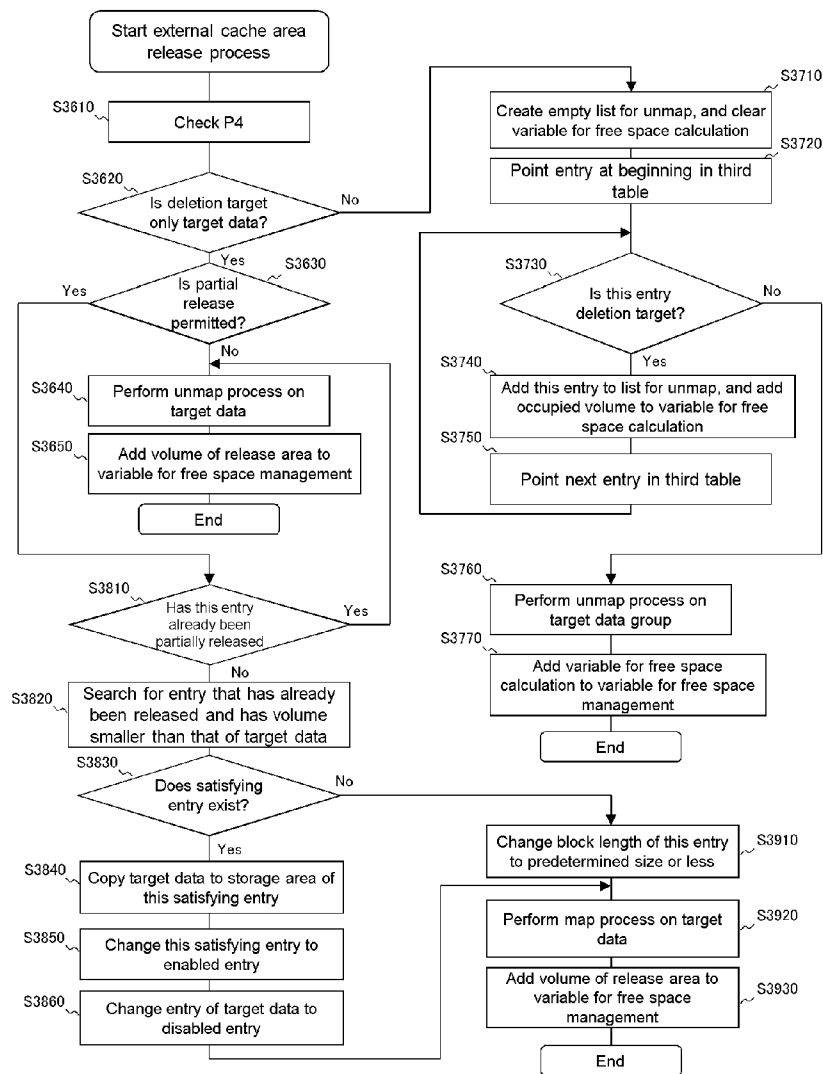 Start external cache area
release process
S3610
Check P4
S3620
Is deletion target
only target data?
No
Yes
S3630
Is partial
release
permitted?
Yes
No
S3640
Perform unmap process on
target data
S3650
Add volume of release area to
variable for free space management
End
S3710
Create empty list for unmap, and clear
variable for free space calculation
S3720
Point entry at beginning in third
table
S3730
Is this entry
deletion target?
No
Yes
S3740
Add this entry to list for unmap, and add
occupied volume to variable for free
space calculation
S3750
Point next entry in third table
S3760
Perform unmap process on
target data group
S3770
Add variable for free space
calculation to variable for free space
management
End
S3810
Has this entry
already been
partially released
Yes
No
S3820
Search for entry that has already
been released and has volume
smaller than that of target data
S3830
Does satisfying
entry exist?
No
Yes
S3840
Copy target data to storage area of
this satisfying entry
S3850
Change this satisfying entry to
enabled entry
S3860
Change entry of target data to
disabled entry
Change block length of this entry
to predetermined size or less
S3910
Perform map process on target
data
S3920
Add volume of release area to
variable for free space
management
S3930
End